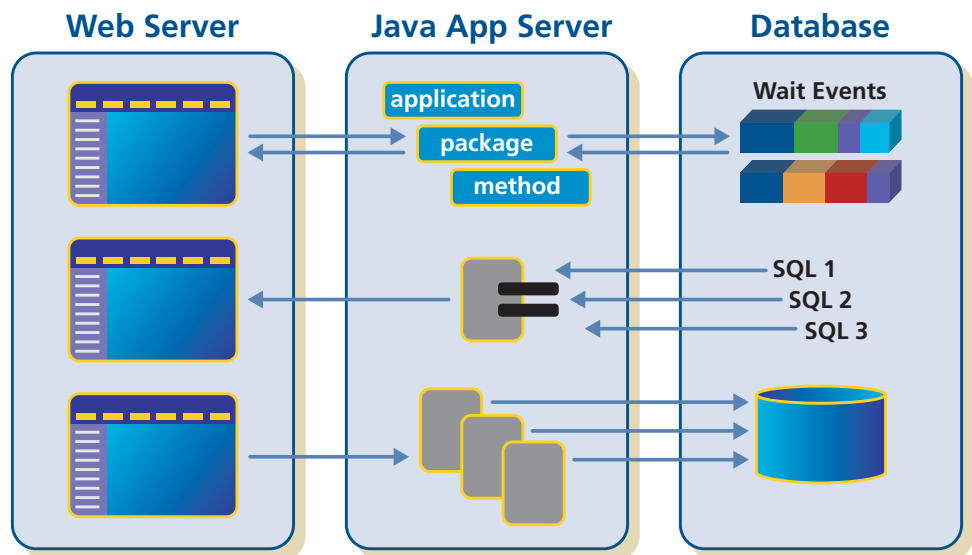 Web Server
Java App Server
Database
application
package
method
Wait Events
SQL 1
SQL 2
SQL 3